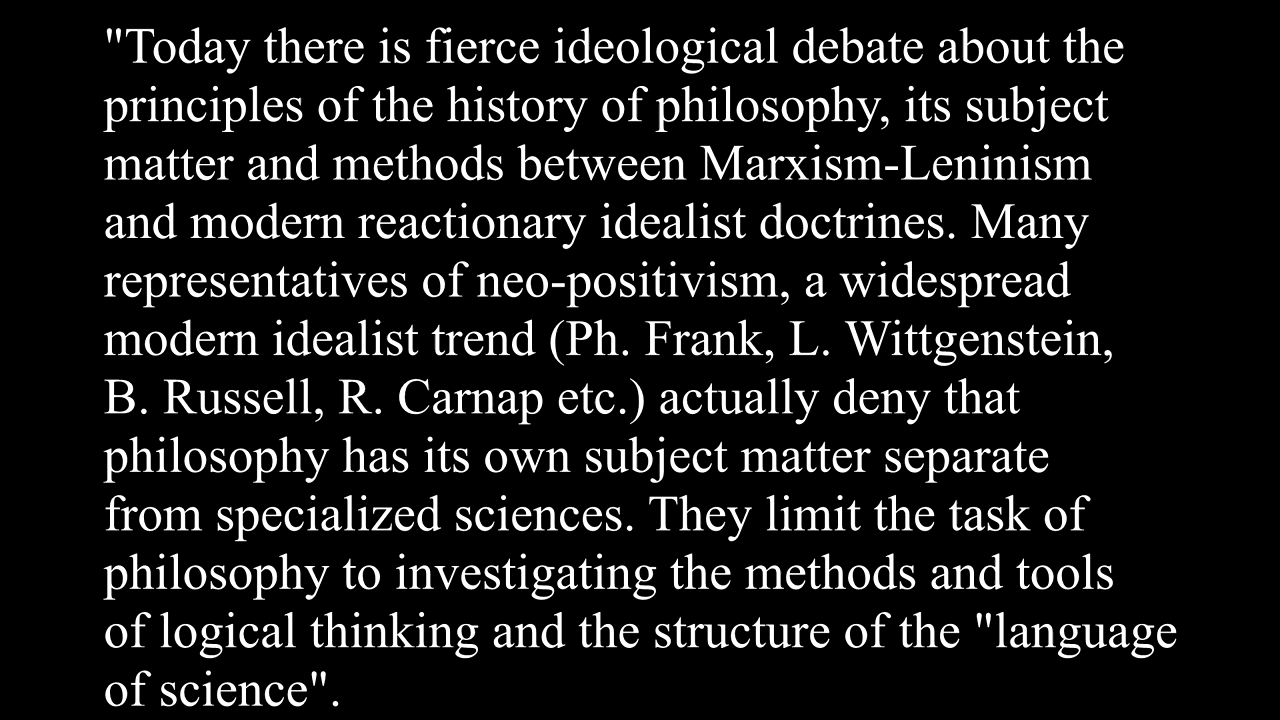 "Today there is fierce ideological debate about the
principles of the history of philosophy, its subject
matter and methods between Marxism-Leninism
and modern reactionary idealist doctrines. Many
representatives of neo-positivism, a widespread
modern idealist trend (Ph. Frank, L. Wittgenstein,
B. Russell, R. Carnap etc.) actually deny that
philosophy has its own subject matter separate
from specialized sciences. They limit the task of
philosophy to investigating the methods and tools
of logical thinking and the structure of the "language
of science".